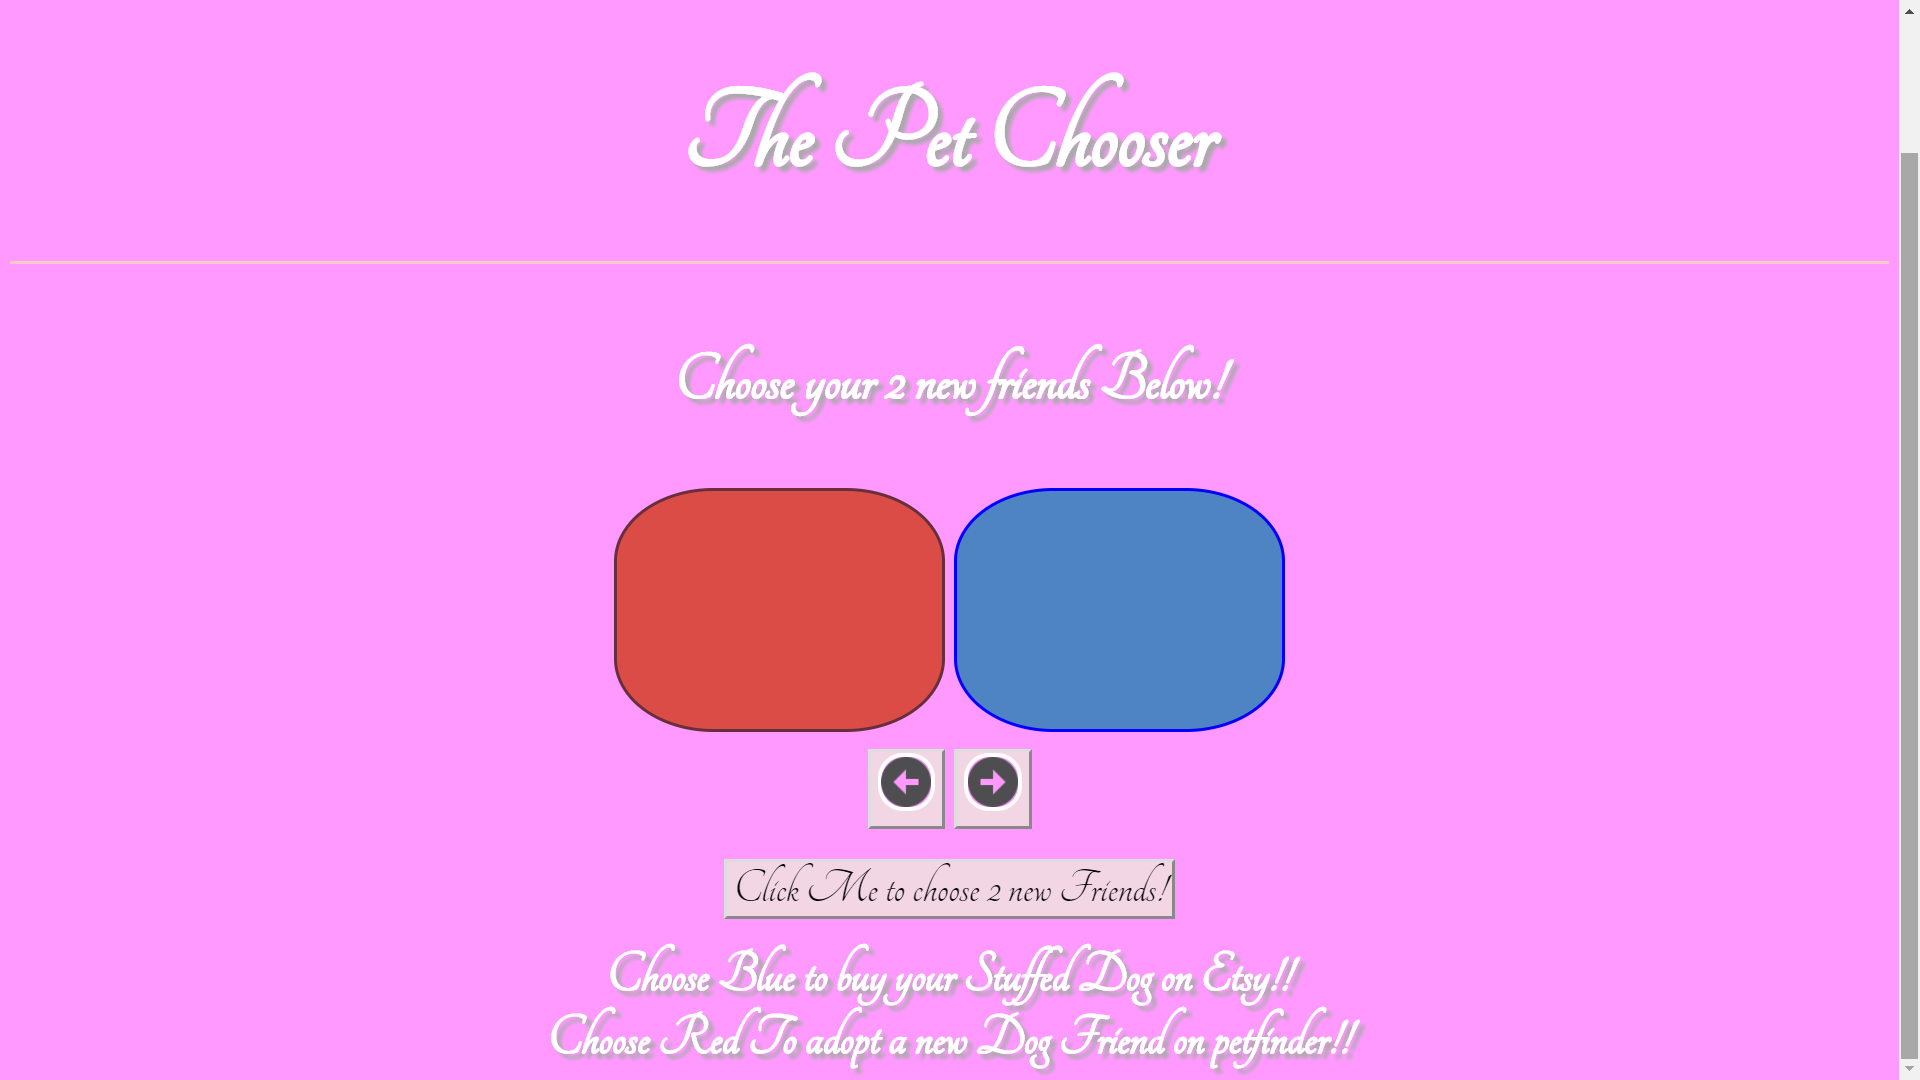 The Pet Chooser
Choose your 2 new friends Below!
Click Me to choose 2 new Friends!
Choose Blue to buy your Stuffed Dog on Etsy!!
Choose Red To adopt a new Dog Friend on petfinder!!